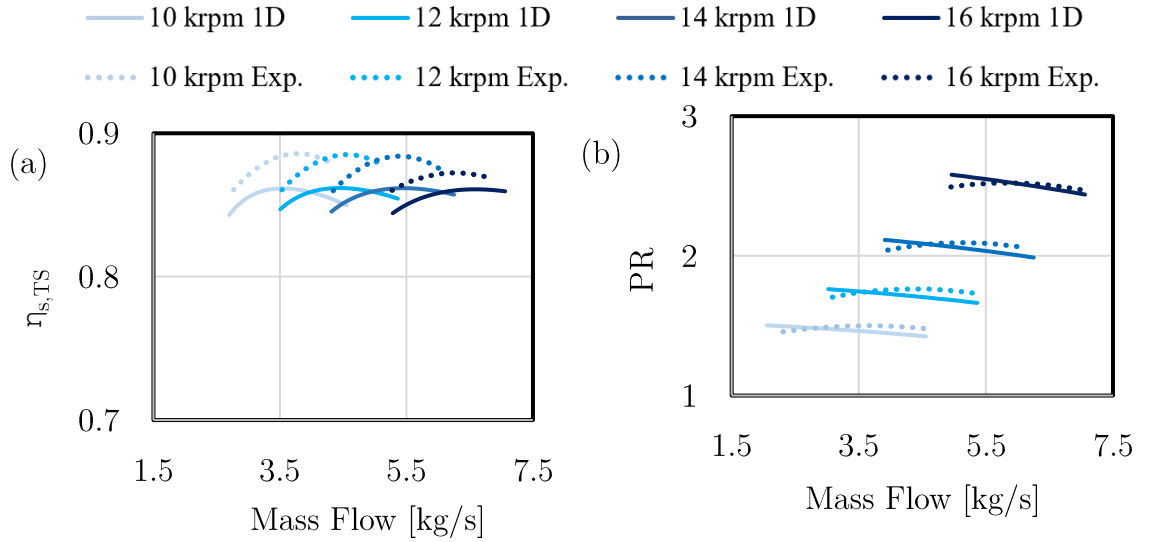 10 krpm 1D 12 krpm 1D 14 krpm 1D 16 krpm 1D
10 krpm Exp. 12 krpm Exp. 14 krpm Exp. 16 krpm Exp.
(a)
0.9
0.8
0.7
ηs,TS
1.5 3.5 5.5 7.5
Mass Flow [kg/s]
(b)
3
2
1
PR
1.5 3.5 5.5 7.5
Mass Flow [kg/s]